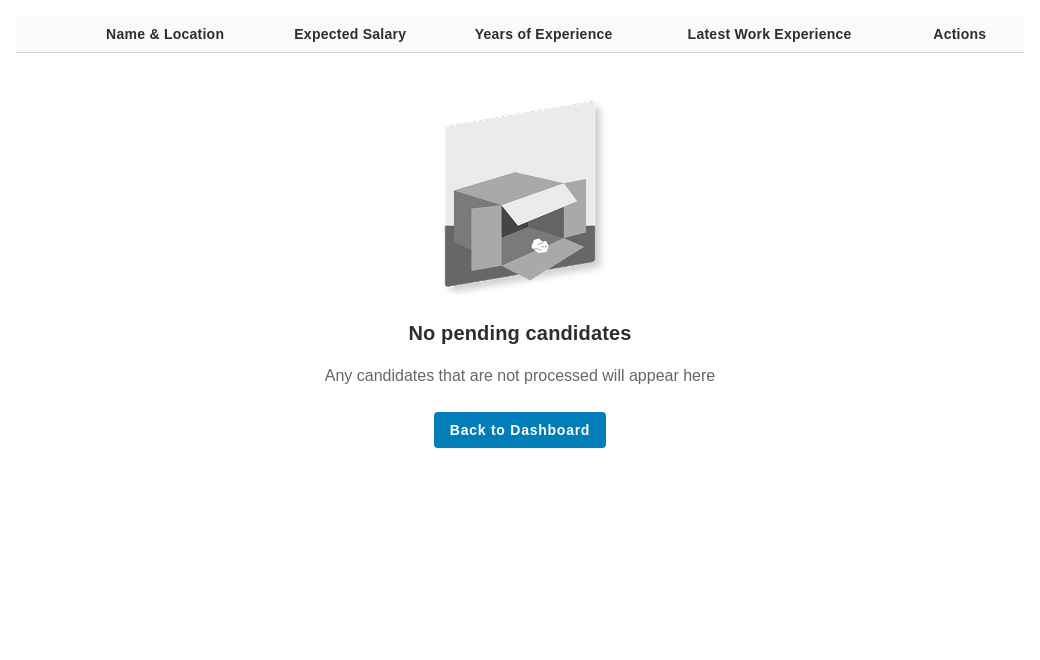 Name & Location Expected Salary Years of Experience Latest Work Experience Actions
No pending candidates
Any candidates that are not processed will appear here
Back to Dashboard